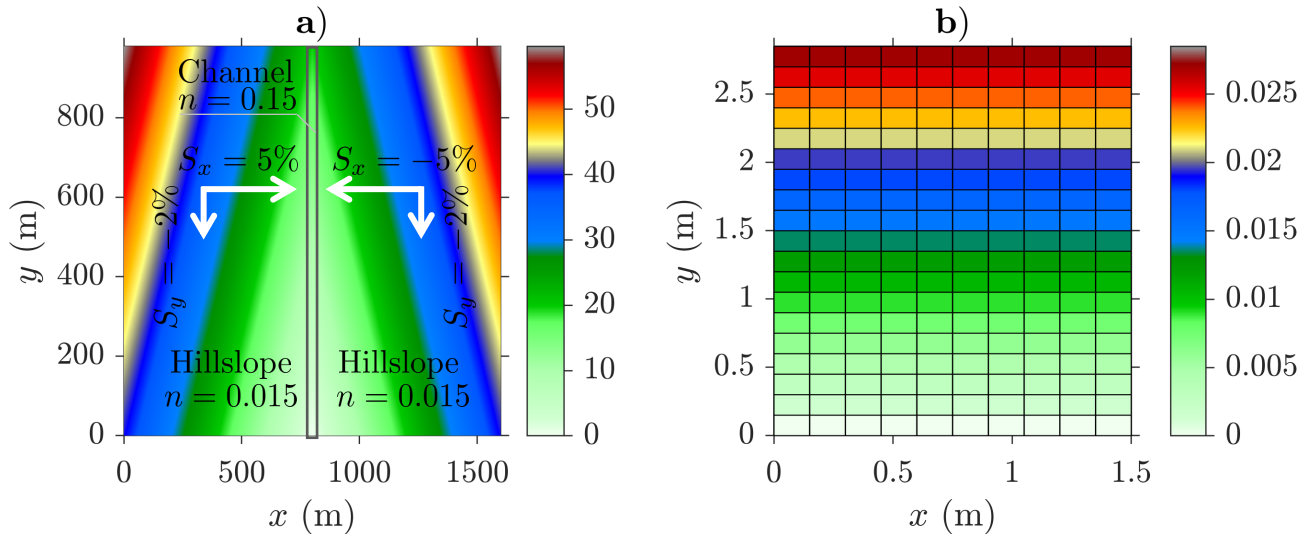 a)
Channel
n = 0.15
S_x = 5%
S_x = −5%
S_y = −2%
S_y = −2%
Hillslope
n = 0.015
Hillslope
n = 0.015
y (m)
800
600
400
200
0
0
500
1000
1500
x (m)
50
40
30
20
10
0
b)
y (m)
2.5
2
1.5
1
0.5
0
0
0.5
1
1.5
x (m)
0.025
0.02
0.015
0.01
0.005
0